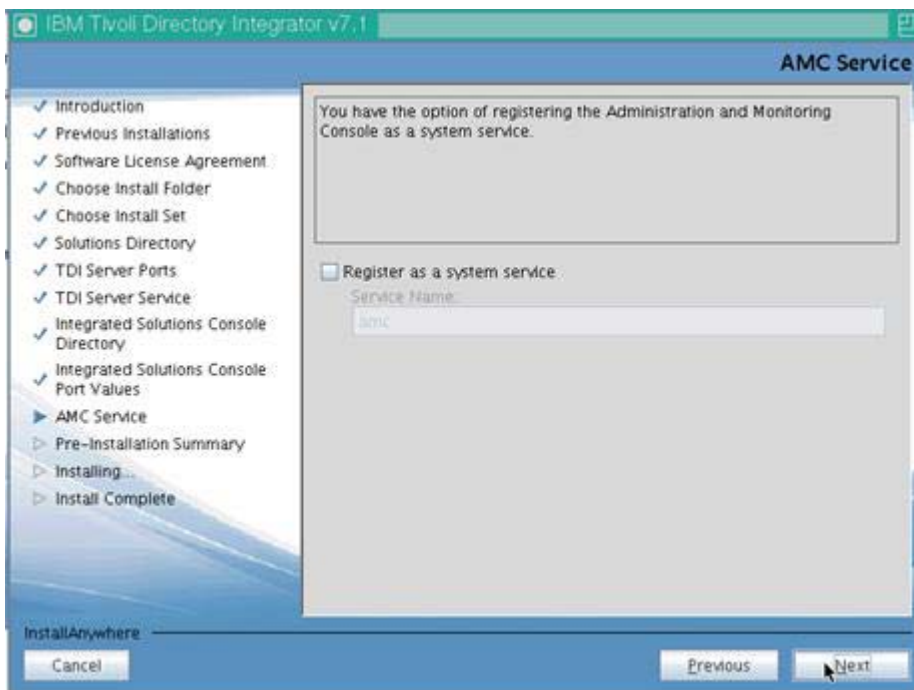 IBM Tivoli Directory Integrator v7.1
AMC Service
Introduction
Previous Installations
Software License Agreement
Choose Install Folder
Choose Install Set
Solutions Directory
TDI Server Ports
TDI Server Service
Integrated Solutions Console
Directory
Integrated Solutions Console
Port Values
AMC Service
Pre-Installation Summary
Installing...
Install Complete
You have the option of registering the Administration and Monitoring
Console as a system service.
Register as a system service
Service Name:
amc
InstallAnywhere
Cancel
Previous
Next